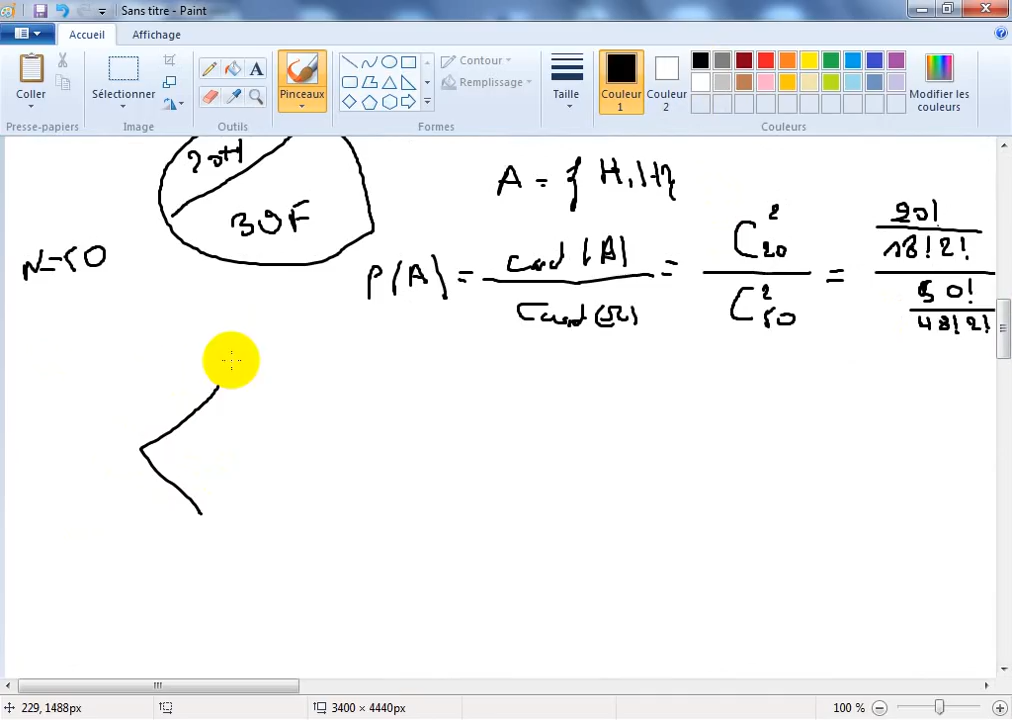 Sans titre - Paint
Accueil
Affichage
Coller
Sélectionner
Pinceaux
Contour
Remplissage
Taille
Couleur 1
Couleur 2
Modifier les couleurs
Presse-papiers
Image
Outils
Formes
Couleurs
20H
30F
N=50
A = { H, H }
P(A) = card (A) / Card (Ω) = C²₂₀ / C²₅₀ = 20! / 18! 2! / 50! / 48! 2!
229, 1488px
3400 × 4440px
100 %